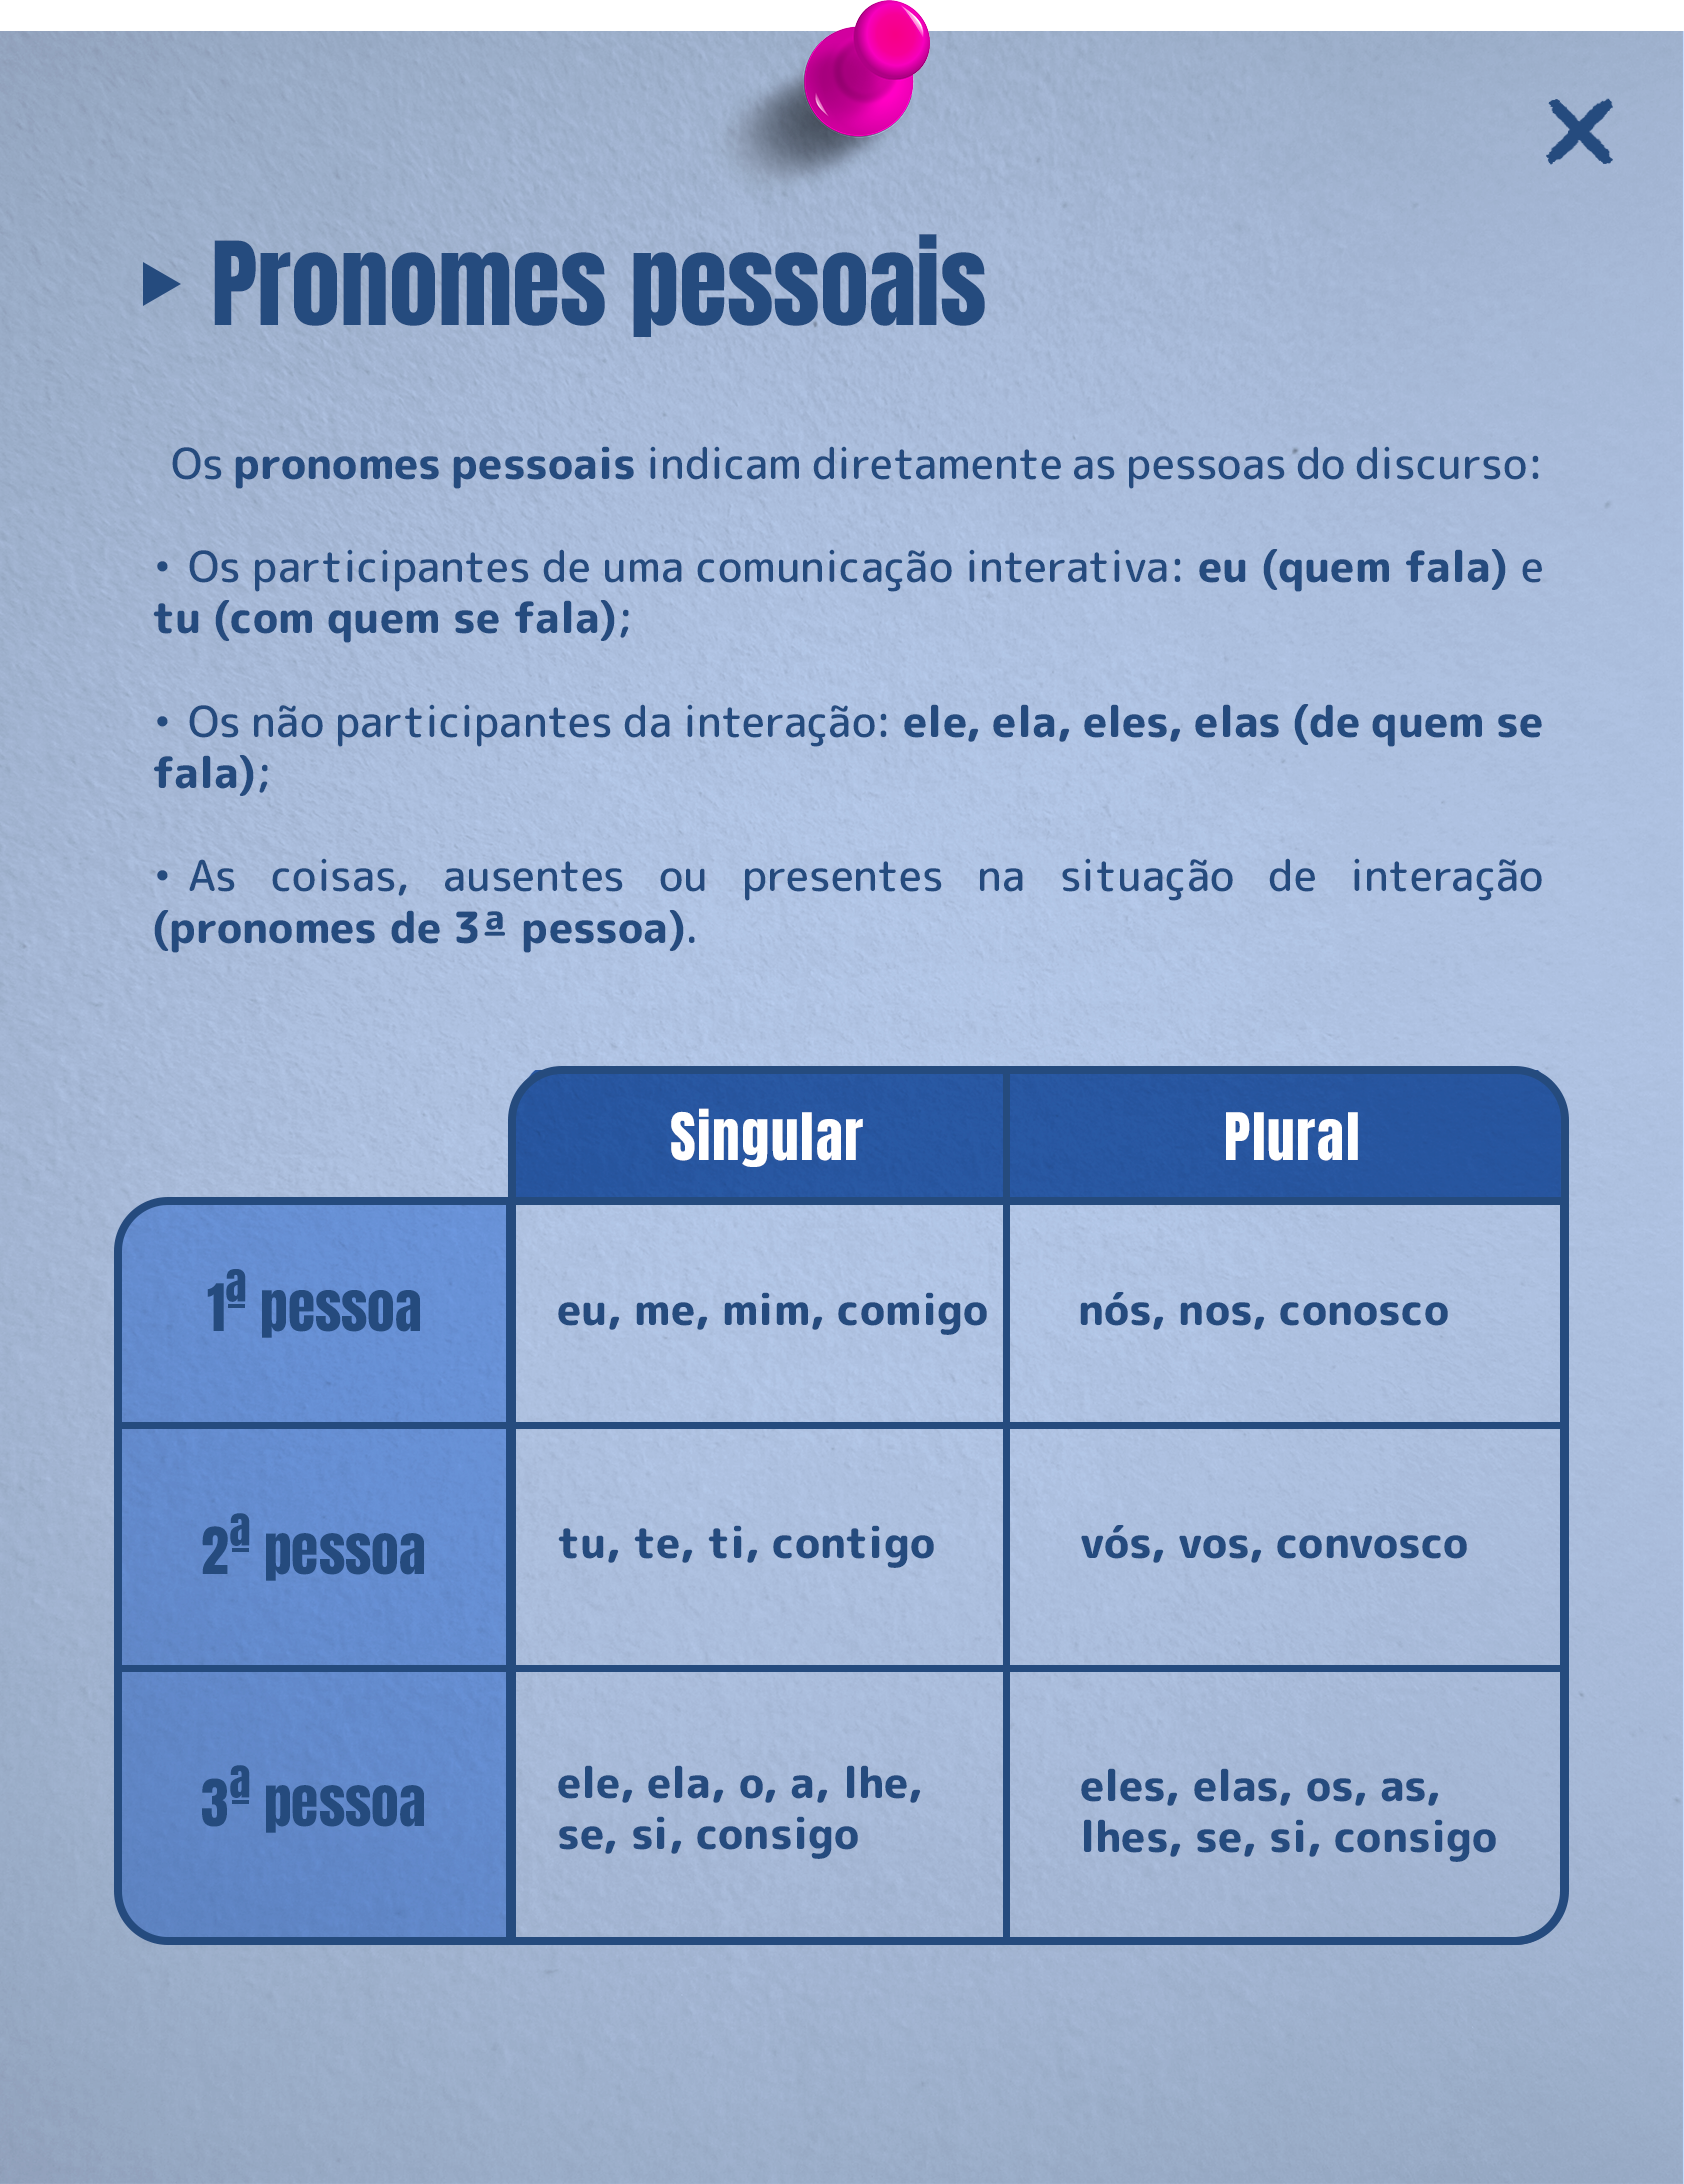 Pronomes pessoais
Os pronomes pessoais indicam diretamente as pessoas do discurso:
• Os participantes de uma comunicação interativa: eu (quem fala) e
tu (com quem se fala);
• Os não participantes da interação: ele, ela, eles, elas (de quem se
fala);
• As coisas, ausentes ou presentes na situação de interação
(pronomes de 3ª pessoa).
Singular Plural
1ª pessoa eu, me, mim, comigo nós, nos, conosco
2ª pessoa tu, te, ti, contigo vós, vos, convosco
3ª pessoa
ele, ela, o, a, lhe,
se, si, consigo
eles, elas, os, as,
lhes, se, si, consigo